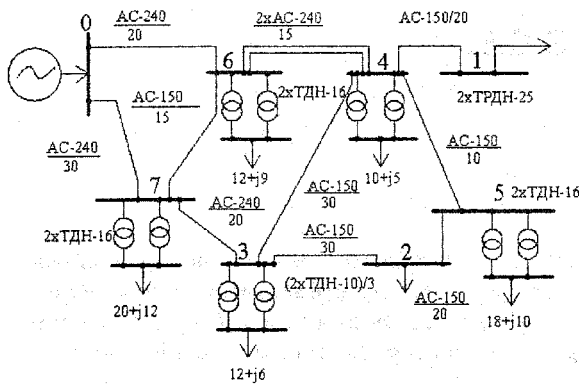 0
АС-240
20
2хАС-240
15
АС-150/20
6
4
1
2хТДН-16
2хТРДН-25
АС-150
15
АС-240
30
12+j9
10+j5
АС-150
10
7
АС-240
20
АС-150
30
5
2хТДН-16
2хТДН-16
АС-150
30
3
2
(2хТДН-10)/3
АС-150
20
20+j12
18+j10
12+j6